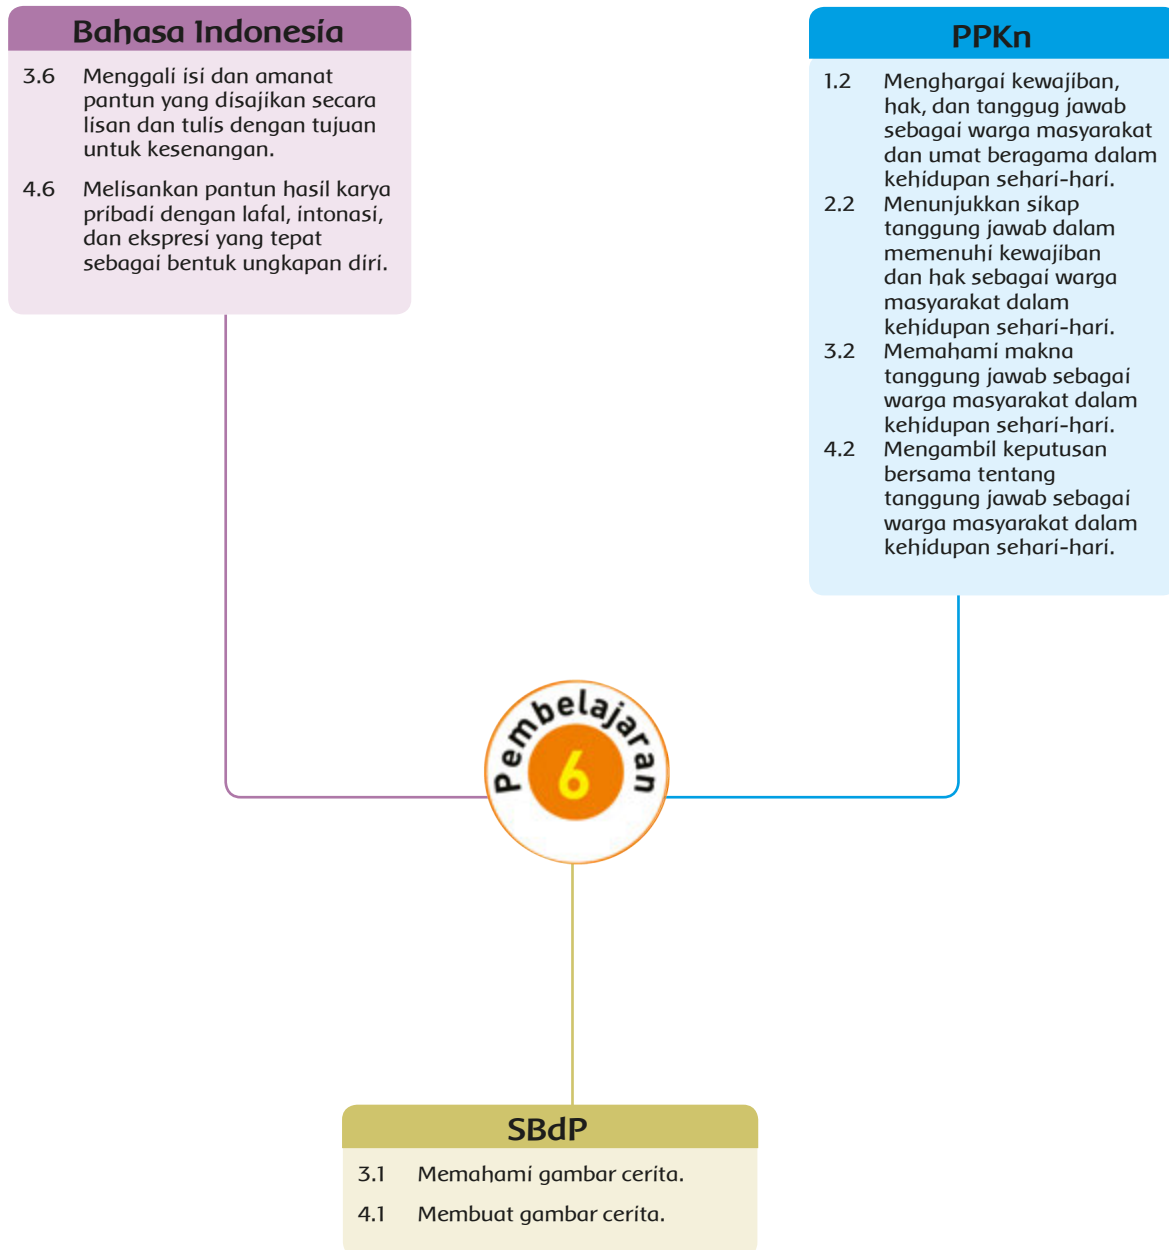 Bahasa Indonesia
3.6 Menggali isi dan amanat
pantun yang disajikan secara
lisan dan tulis dengan tujuan
untuk kesenangan.
4.6 Melisankan pantun hasil karya
pribadi dengan lafal, intonasi,
dan ekspresi yang tepat
sebagai bentuk ungkapan diri.
PPKn
1.2 Menghargai kewajiban,
hak, dan tanggug jawab
sebagai warga masyarakat
dan umat beragama dalam
kehidupan sehari-hari.
2.2 Menunjukkan sikap
tanggung jawab dalam
memenuhi kewajiban
dan hak sebagai warga
masyarakat dalam
kehidupan sehari-hari.
3.2 Memahami makna
tanggung jawab sebagai
warga masyarakat dalam
kehidupan sehari-hari.
4.2 Mengambil keputusan
bersama tentang
tanggung jawab sebagai
warga masyarakat dalam
kehidupan sehari-hari.
Pembelajaran
6
SBdP
3.1 Memahami gambar cerita.
4.1 Membuat gambar cerita.